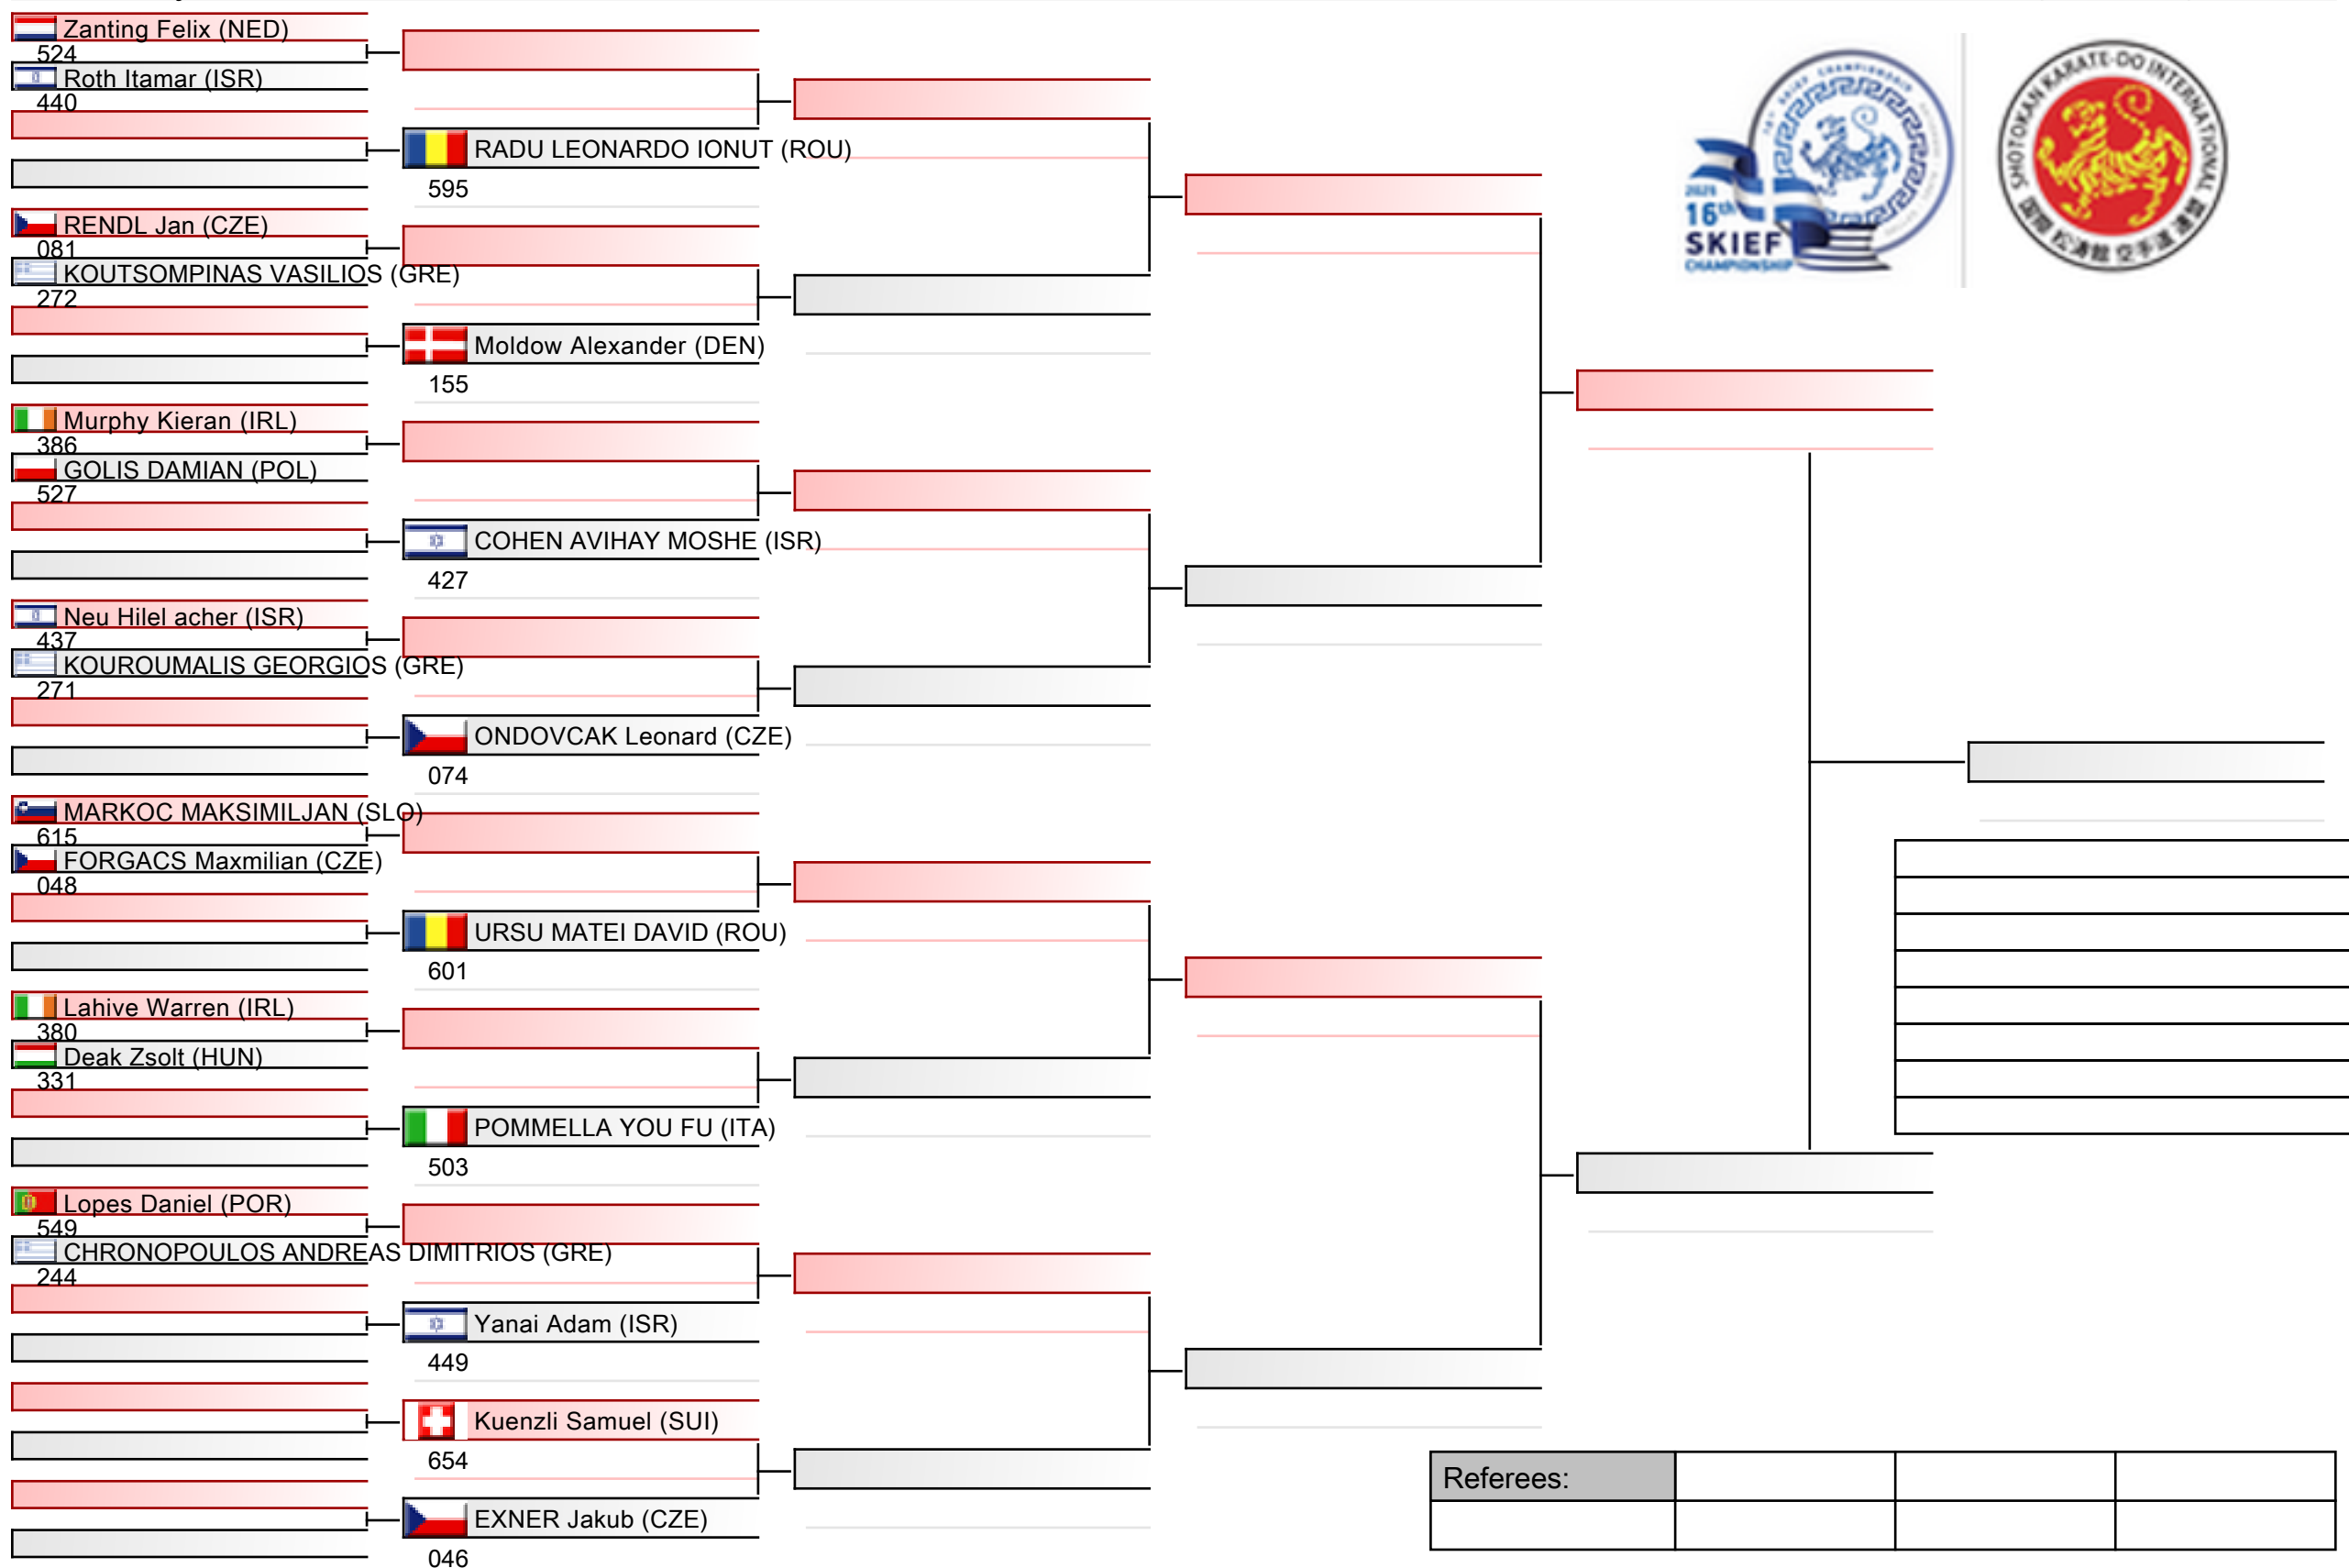 Zanting Felix (NED)
524
Roth Itamar (ISR)
440
RADU LEONARDO IONUT (ROU)
595
RENDL Jan (CZE)
081
KOUTSOMPINAS VASILIOS (GRE)
272
Moldow Alexander (DEN)
155
Murphy Kieran (IRL)
386
GOLIS DAMIAN (POL)
527
COHEN AVIHAY MOSHE (ISR)
427
Neu Hilel acher (ISR)
437
KOUROUMALIS GEORGIOS (GRE)
271
ONDOVCAK Leonard (CZE)
074
MARKOC MAKSIMILJAN (SLO)
615
FORGACS Maxmilian (CZE)
048
URSU MATEI DAVID (ROU)
601
Lahive Warren (IRL)
380
Deak Zsolt (HUN)
331
POMMELLA YOU FU (ITA)
503
Lopes Daniel (POR)
549
CHRONOPOULOS ANDREAS DIMITRIOS (GRE)
244
Yanai Adam (ISR)
449
Kuenzli Samuel (SUI)
654
EXNER Jakub (CZE)
046
16th
SKIEF
CHAMPIONSHIP
SHOTOKAN KARATE-DO INTERNATIONAL
Referees: